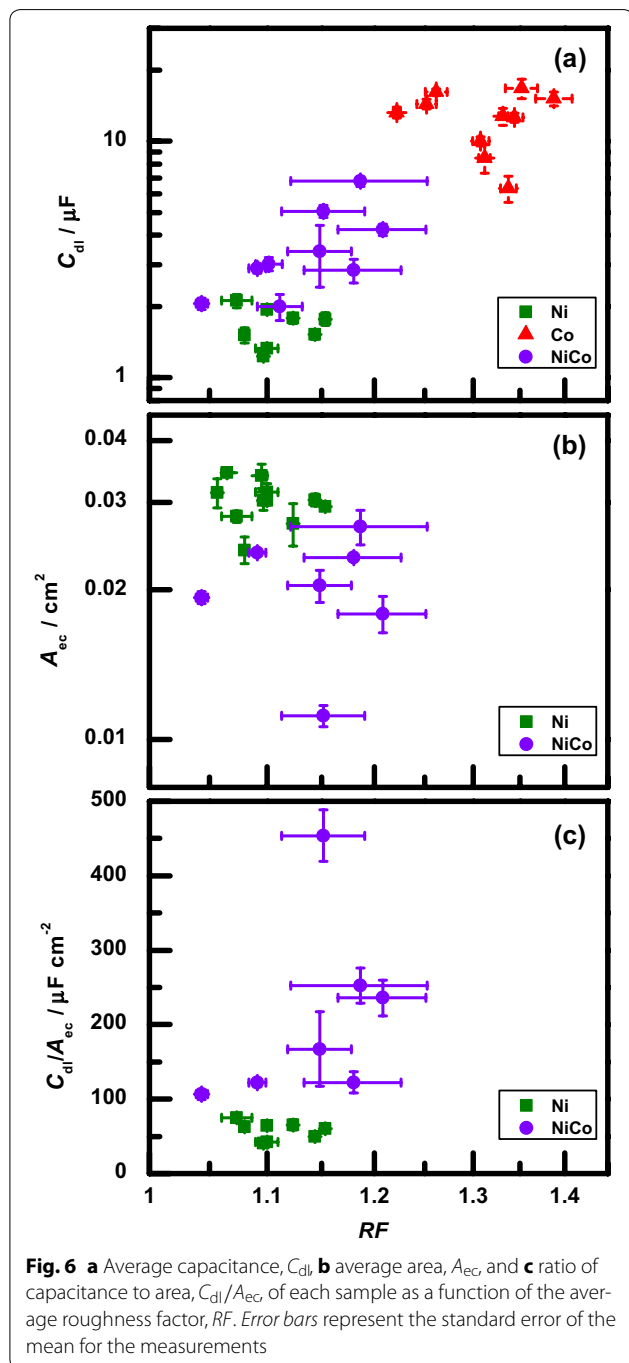 (a)
10
1
C_dl / µF
Ni
Co
NiCo
(b)
0.04
0.03
0.02
0.01
A_ec / cm²
Ni
NiCo
(c)
500
400
300
200
100
0
C_dl/A_ec / µF cm⁻²
Ni
NiCo
1 1.1 1.2 1.3 1.4
RF
Fig. 6 a Average capacitance, C_dl, b average area, A_ec, and c ratio of
capacitance to area, C_dl/A_ec, of each sample as a function of the aver-
age roughness factor, RF. Error bars represent the standard error of the
mean for the measurements